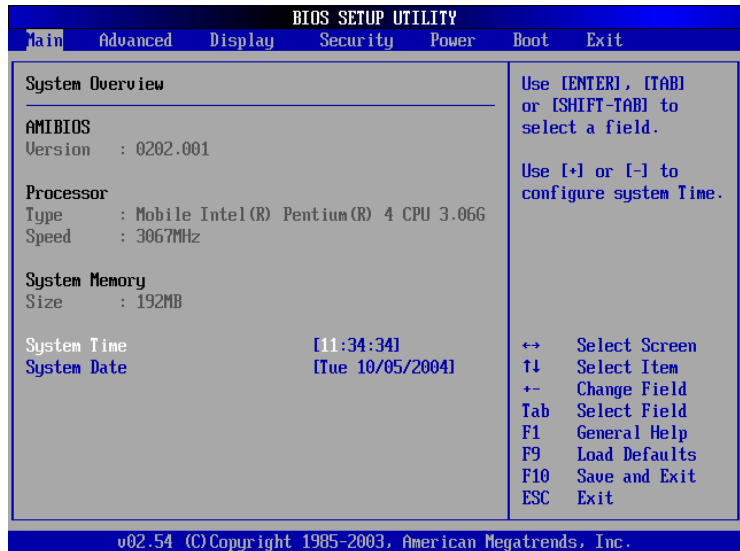 BIOS SETUP UTILITY
Main Advanced Display Security Power Boot Exit
System Overview
AMIBIOS
Version : 0202.001
Processor
Type : Mobile Intel(R) Pentium(R) 4 CPU 3.06G
Speed : 3067MHz
System Memory
Size : 192MB
System Time [11:34:34]
System Date [Tue 10/05/2004]
Use [ENTER], [TAB]
or [SHIFT-TAB] to
select a field.
Use [+] or [-] to
configure system Time.
↔ Select Screen
↑↓ Select Item
+- Change Field
Tab Select Field
F1 General Help
F9 Load Defaults
F10 Save and Exit
ESC Exit
v02.54 (C)Copyright 1985-2003, American Megatrends, Inc.